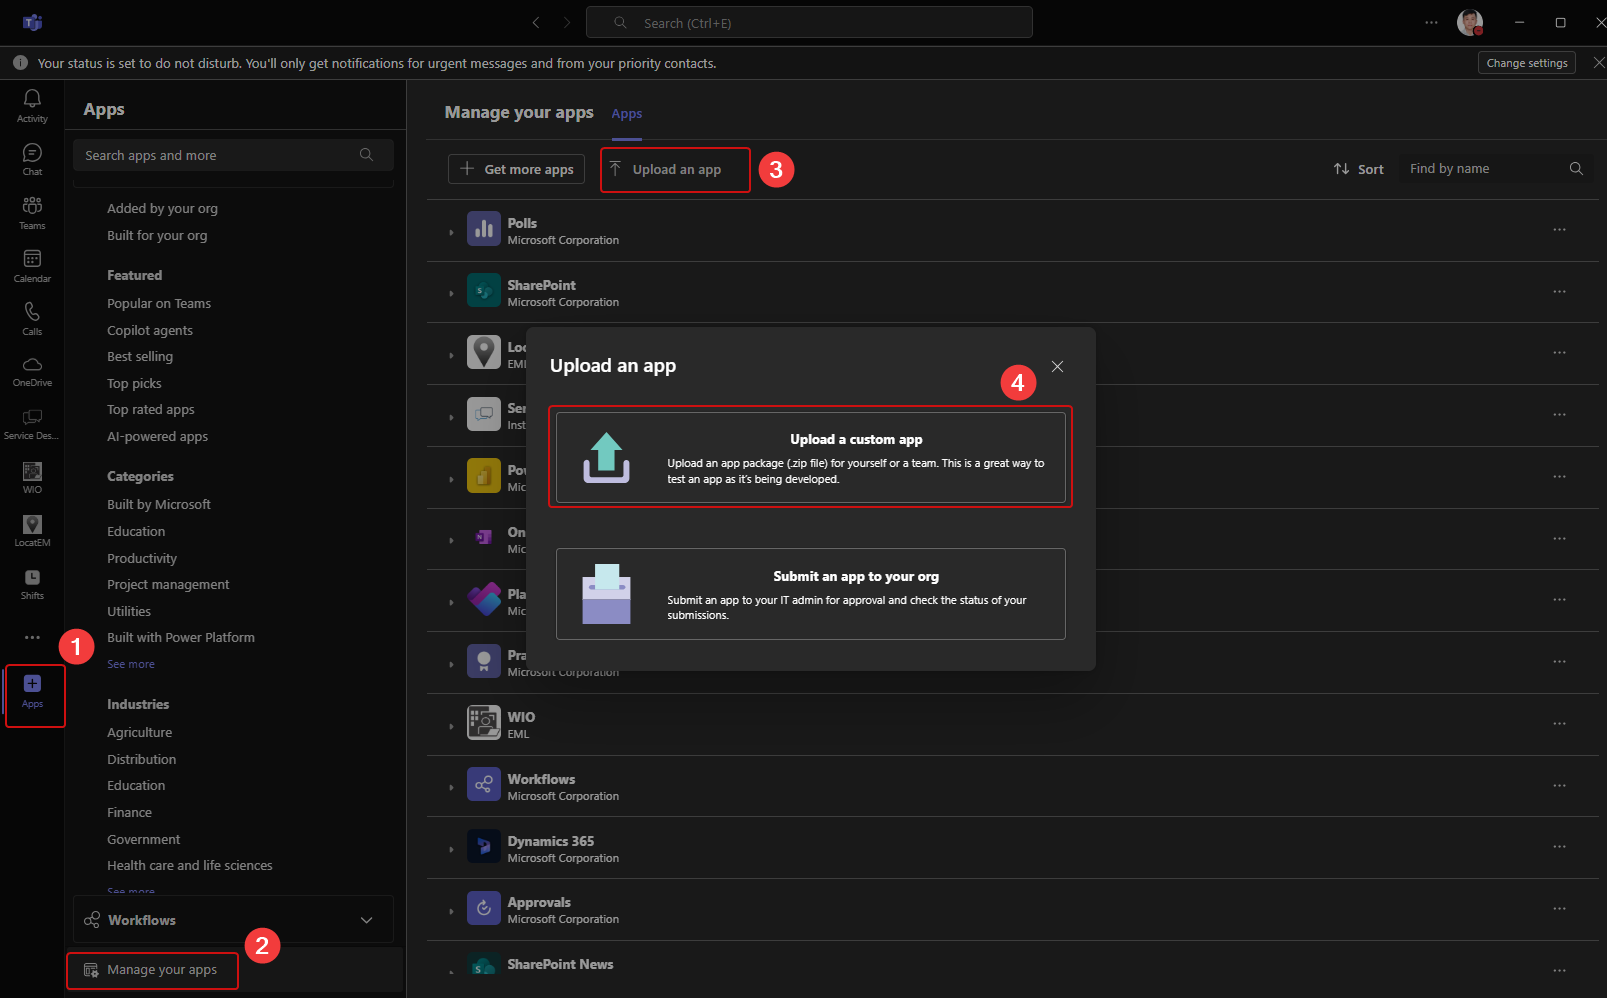 Search (Ctrl+E)
Your status is set to do not disturb. You'll only get notifications for urgent messages and from your priority contacts.
Change settings
Activity
Chat
Teams
Calendar
Calls
OneDrive
Service Des...
WIO
LocatEM
Shifts
1
Apps
Apps
Search apps and more
Added by your org
Built for your org
Featured
Popular on Teams
Copilot agents
Best selling
Top picks
Top rated apps
AI-powered apps
Categories
Built by Microsoft
Education
Productivity
Project management
Utilities
Built with Power Platform
See more
Industries
Agriculture
Distribution
Education
Finance
Government
Health care and life sciences
See more
Workflows
2
Manage your apps
Manage your apps
Apps
Get more apps
Upload an app
3
Sort
Find by name
Polls
Microsoft Corporation
SharePoint
Microsoft Corporation
Loc
EMI
Ser
Inst
Pov
Mic
On
Mic
Pla
Mic
Pra
Microsoft Corporation
WIO
EML
Workflows
Microsoft Corporation
Dynamics 365
Microsoft Corporation
Approvals
Microsoft Corporation
SharePoint News
Upload an app
4
Upload a custom app
Upload an app package (.zip file) for yourself or a team. This is a great way to
test an app as it's being developed.
Submit an app to your org
Submit an app to your IT admin for approval and check the status of your
submissions.